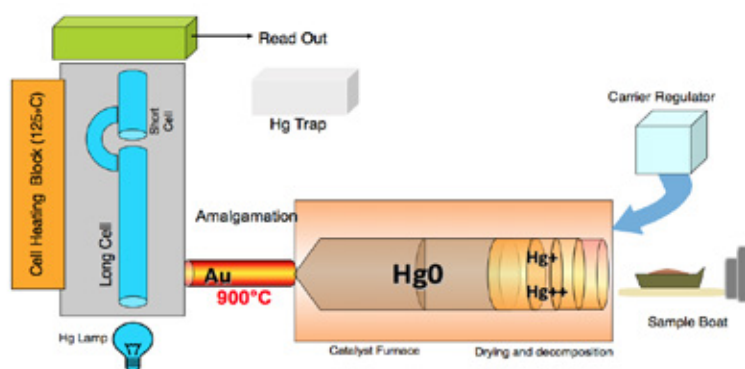 Read Out
Carrier Regulator
Hg Trap
Cell Heating Block (125+C)
Short
Cell
Long Cell
Amalgamation
Au
900°C
Hg0
Hg+
Hg++
Hg Lamp
Catalyst Furnace
Drying and decomposition
Sample Boat